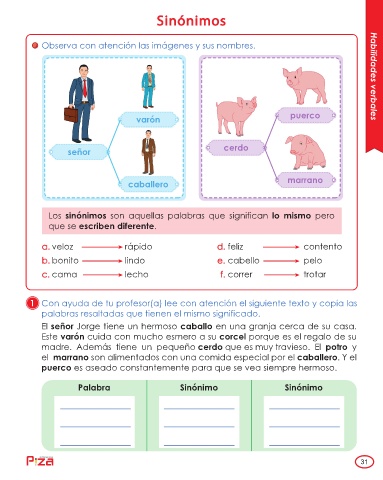 Sinónimos
Habilidades verbales
Observa con atención las imágenes y sus nombres.
varón
señor
caballero
puerco
cerdo
marrano
Los sinónimos son aquellas palabras que significan lo mismo pero
que se escriben diferente.
a. veloz rápido
b. bonito lindo
c. cama lecho
d. feliz contento
e. cabello pelo
f. correr trotar
1 Con ayuda de tu profesor(a) lee con atención el siguiente texto y copia las
palabras resaltadas que tienen el mismo significado.
El señor Jorge tiene un hermoso caballo en una granja cerca de su casa.
Este varón cuida con mucho esmero a su corcel porque es el regalo de su
madre. Además tiene un pequeño cerdo que es muy travieso. El potro y
el marrano son alimentados con una comida especial por el caballero. Y el
puerco es aseado constantemente para que se vea siempre hermoso.
Palabra Sinónimo Sinónimo
31